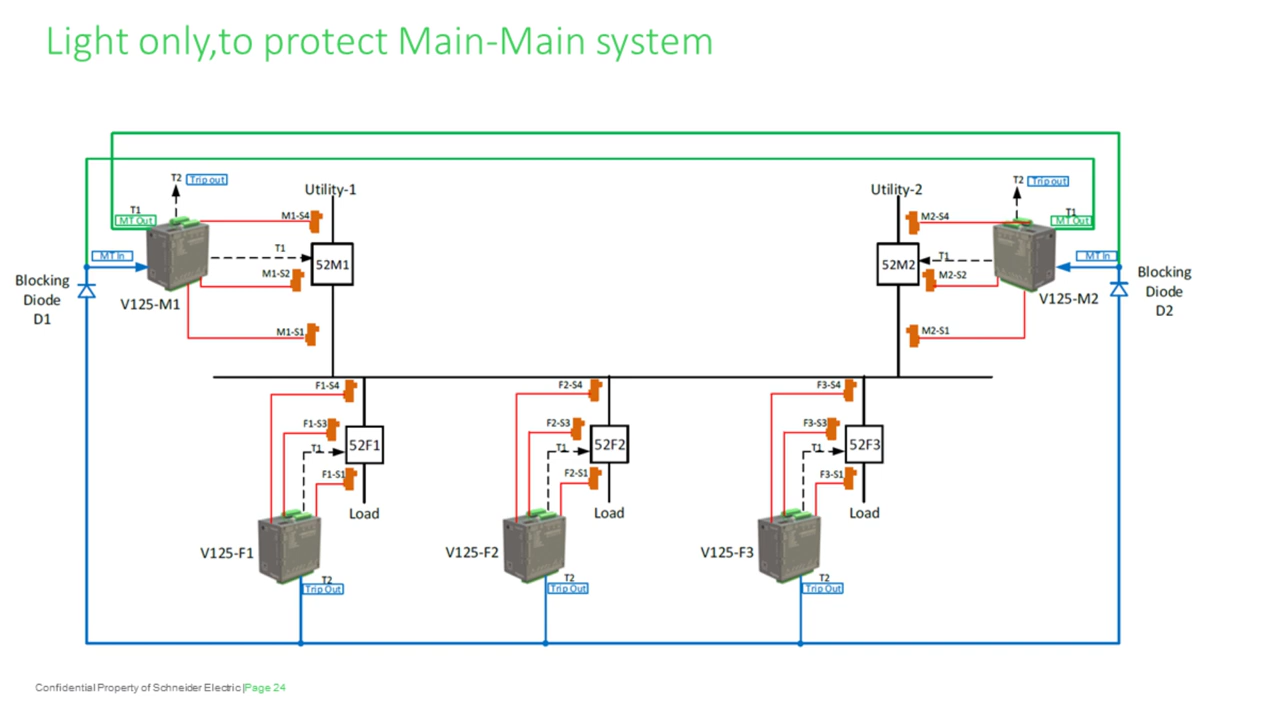 Light only,to protect Main-Main system
T2 Trip out
Utility-1
Utility-2
T2 Trip out
T1
MT Out
M1-S4
M2-S4
T1
MT Out
MT In
T1
52M1
52M2
T1
MT In
Blocking
Diode
D1
M1-S2
M2-S2
Blocking
Diode
D2
V125-M1
V125-M2
M1-S1
M2-S1
F1-S4
F2-S4
F3-S4
F1-S3
F2-S3
F3-S3
T1
52F1
T1
52F2
T1
52F3
F1-S1
F2-S1
F3-S1
Load
Load
Load
V125-F1
V125-F2
V125-F3
T2
Trip Out
T2
Trip Out
T2
Trip Out
Confidential Property of Schneider Electric |Page 24